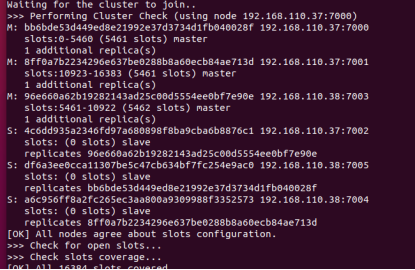 Waiting for the cluster to join..
>>> Performing Cluster Check (using node 192.168.110.37:7000)
M: bb6bde53d449ed8e21992e37d3734d1fb040028f 192.168.110.37:7000
slots:0-5460 (5461 slots) master
1 additional replica(s)
M: 8ff0a7b2234296e637be0288b8a60ecb84ae713d 192.168.110.37:7001
slots:10923-16383 (5461 slots) master
1 additional replica(s)
M: 96e660a62b19282143ad25c00d5554ee0bf7e90e 192.168.110.38:7003
slots:5461-10922 (5462 slots) master
1 additional replica(s)
S: 4c6dd935a2346fd97a680898f8ba9cba6b8876c1 192.168.110.37:7002
slots: (0 slots) slave
replicates 96e660a62b19282143ad25c00d5554ee0bf7e90e
S: df6a3ee0cca11307be5c47cb634bf7fc254e9ac0 192.168.110.38:7005
slots: (0 slots) slave
replicates bb6bde53d449ed8e21992e37d3734d1fb040028f
S: a6c956ff8a2fc265ec3aa800a9309988f3352573 192.168.110.38:7004
slots: (0 slots) slave
replicates 8ff0a7b2234296e637be0288b8a60ecb84ae713d
[OK] All nodes agree about slots configuration.
>>> Check for open slots...
>>> Check slots coverage...
[OK] All 16384 slots covered